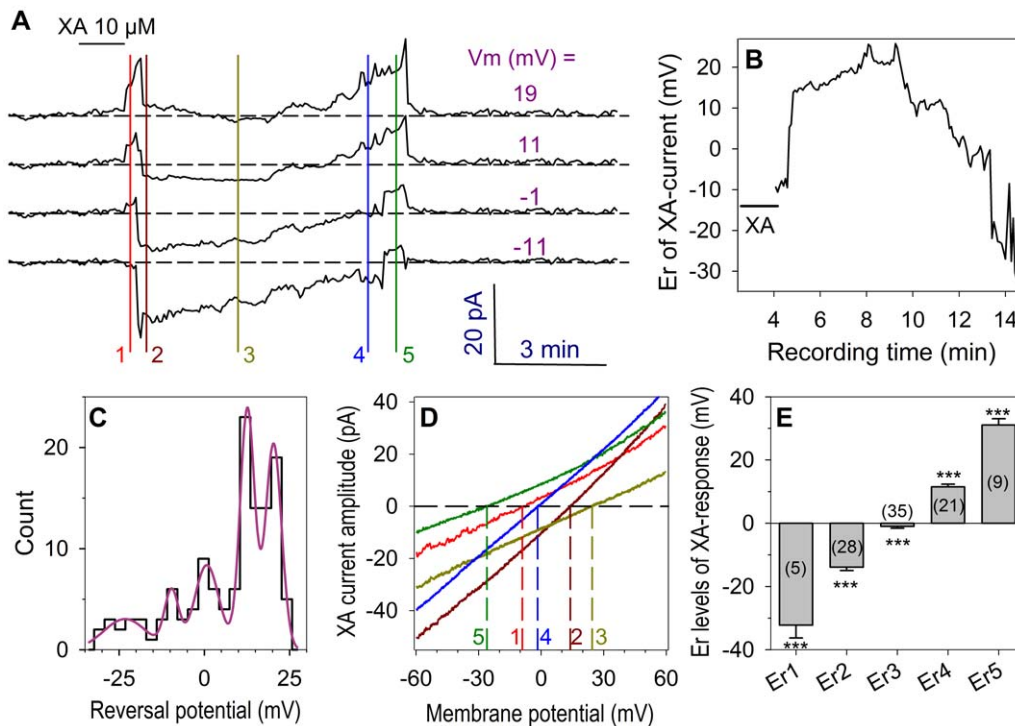 A
XA 10 µM
Vm (mV) =
19
11
-1
-11
1 2 3 4 5
20 pA
3 min
B
Er of XA-current (mV)
20
10
0
-10
-20
-30
XA
4 6 8 10 12 14
Recording time (min)
C
Count
20
10
0
-25 0 25
Reversal potential (mV)
D
XA current amplitude (pA)
40
20
0
-20
-40
5 1 4 2 3
-60 -30 0 30 60
Membrane potential (mV)
E
Er levels of XA-response (mV)
40
20
0
-20
-40
(5)
***
(28)
***
(35)
***
***
(21)
***
(9)
Er1 Er2 Er3 Er4 Er5